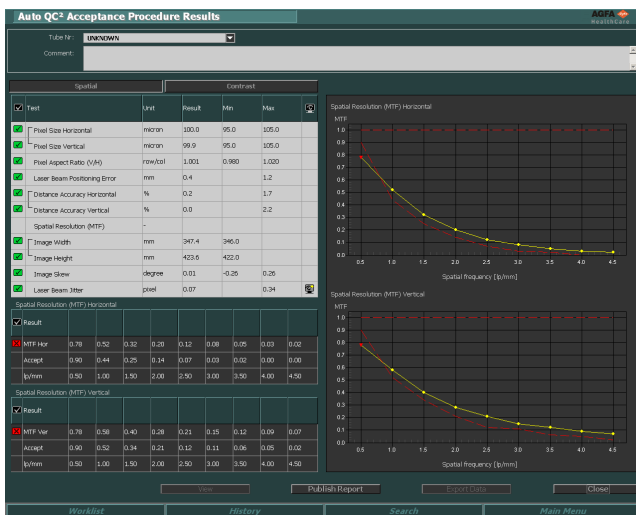 Auto QC² Acceptance Procedure Results
AGFA
HealthCare
Tube Nr: UNKNOWN
Comment:
Spatial Contrast
Test Unit Result Min Max
Pixel Size Horizontal micron 100.0 95.0 105.0
Pixel Size Vertical micron 99.9 95.0 105.0
Pixel Aspect Ratio (V/H) row/col 1.001 0.980 1.020
Laser Beam Positioning Error mm 0.4 1.2
Distance Accuracy Horizontal % 0.2 1.7
Distance Accuracy Vertical % 0.0 2.2
Spatial Resolution (MTF) -
Image Width mm 347.4 346.0
Image Height mm 423.6 422.0
Image Skew degree 0.01 -0.26 0.26
Laser Beam Jitter pixel 0.07 0.34
Spatial Resolution (MTF) Horizontal
Result
MTF Hor 0.78 0.52 0.32 0.20 0.12 0.08 0.05 0.03 0.02
Accept 0.90 0.44 0.25 0.14 0.07 0.03 0.02 0.00 0.00
lp/mm 0.50 1.00 1.50 2.00 2.50 3.00 3.50 4.00 4.50
Spatial Resolution (MTF) Vertical
Result
MTF Ver 0.78 0.58 0.40 0.28 0.21 0.15 0.12 0.09 0.07
Accept 0.90 0.52 0.34 0.21 0.12 0.11 0.06 0.05 0.02
lp/mm 0.50 1.00 1.50 2.00 2.50 3.00 3.50 4.00 4.50
Spatial Resolution (MTF) Horizontal
MTF
1.0
0.9
0.8
0.7
0.6
0.5
0.4
0.3
0.2
0.1
0.0
0.5 1.0 1.5 2.0 2.5 3.0 3.5 4.0 4.5
Spatial frequency [lp/mm]
Spatial Resolution (MTF) Vertical
MTF
1.0
0.9
0.8
0.7
0.6
0.5
0.4
0.3
0.2
0.1
0.0
0.5 1.0 1.5 2.0 2.5 3.0 3.5 4.0 4.5
Spatial frequency [lp/mm]
View Publish Report Export Data Close
Worklist History Search Main Menu